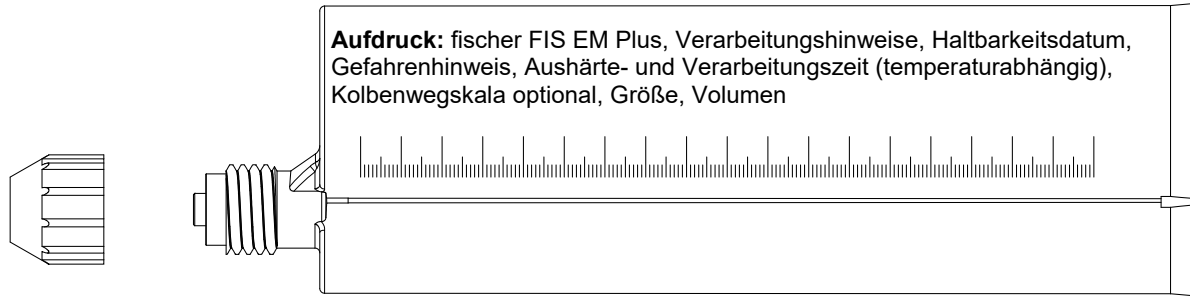 Aufdruck: fischer FIS EM Plus, Verarbeitungshinweise, Haltbarkeitsdatum,
Gefahrenhinweis, Aushärte- und Verarbeitungszeit (temperaturabhängig),
Kolbenwegskala optional, Größe, Volumen